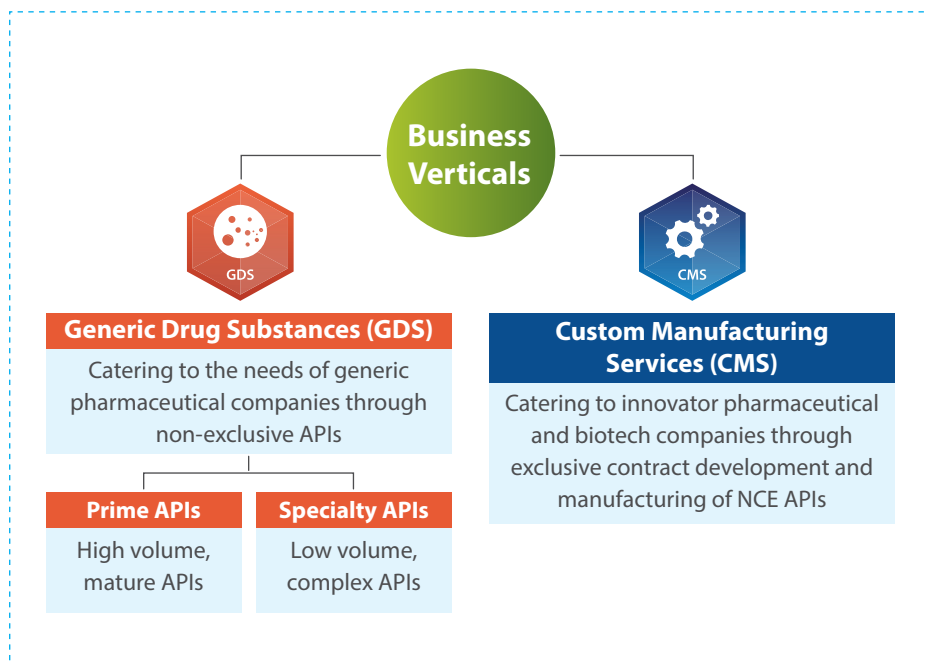 Business
Verticals
GDS
CMS
Generic Drug Substances (GDS)
Catering to the needs of generic
pharmaceutical companies through
non-exclusive APIs
Prime APIs
High volume,
mature APIs
Specialty APIs
Low volume,
complex APIs
Custom Manufacturing
Services (CMS)
Catering to innovator pharmaceutical
and biotech companies through
exclusive contract development and
manufacturing of NCE APIs